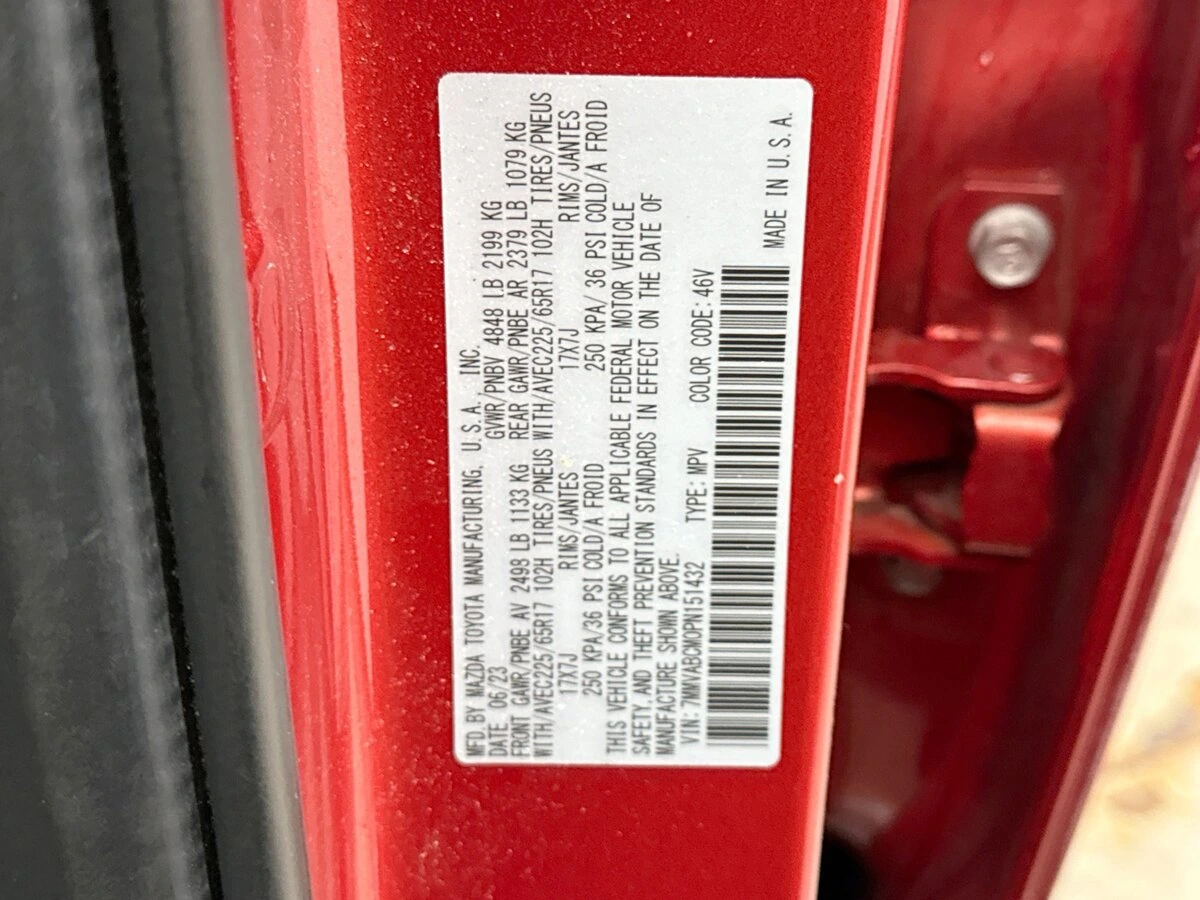 MFD. BY MAZDA TOYOTA MANUFACTURING, U.S.A., INC.
DATE 06/23 GVWR/PNBV 4848 LB 2199 KG
FRONT GAWR/PNBE AV 2498 LB 1133 KG REAR GAWR/PNBE AR 2379 LB 1079 KG
WITH/AVEC225/65R17 102H TIRES/PNEUS WITH/AVEC225/65R17 102H TIRES/PNEUS
17X7J RIMS/JANTES 17X7J RIMS/JANTES
250 KPA/36 PSI COLD/A FROID 250 KPA/ 36 PSI COLD/A FROID
THIS VEHICLE CONFORMS TO ALL APPLICABLE FEDERAL MOTOR VEHICLE
SAFETY, AND THEFT PREVENTION STANDARDS IN EFFECT ON THE DATE OF
MANUFACTURE SHOWN ABOVE.
VIN: 7MMVABCM0PN151432 TYPE: MPV COLOR CODE: 46V
MADE IN U.S.A.